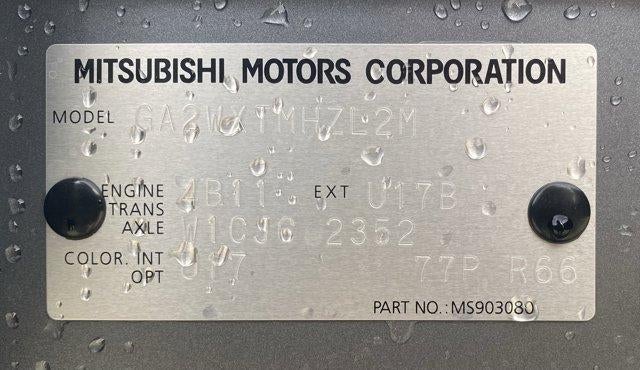 MITSUBISHI MOTORS CORPORATION
MODEL GA2WXTMHZL2M
ENGINE 4B11 EXT U17B
TRANS AXLE W1CJG 2352
COLOR. INT OPT U17 77P R66
PART NO.: MS903080